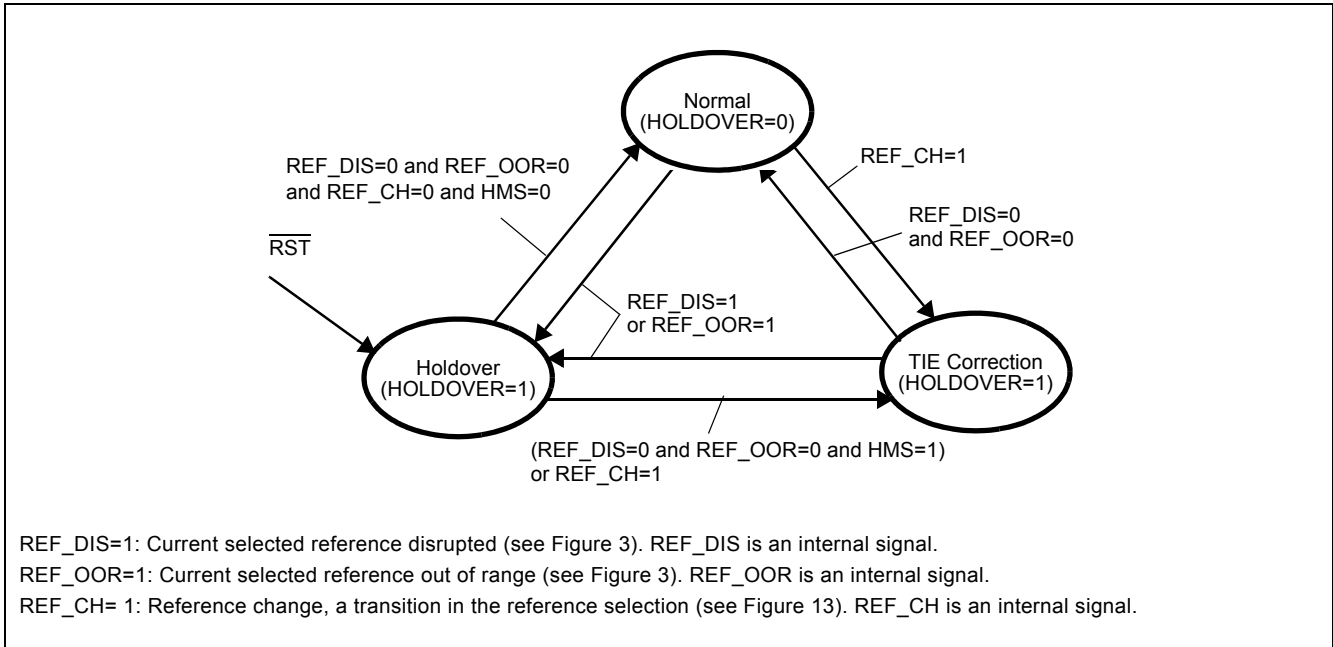 Normal
(HOLDOVER=0)
REF_CH=1
REF_DIS=0 and REF_OOR=0
and REF_CH=0 and HMS=0
REF_DIS=0
and REF_OOR=0
RST
REF_DIS=1
or REF_OOR=1
Holdover
(HOLDOVER=1)
TIE Correction
(HOLDOVER=1)
(REF_DIS=0 and REF_OOR=0 and HMS=1)
or REF_CH=1
REF_DIS=1: Current selected reference disrupted (see Figure 3). REF_DIS is an internal signal.
REF_OOR=1: Current selected reference out of range (see Figure 3). REF_OOR is an internal signal.
REF_CH= 1: Reference change, a transition in the reference selection (see Figure 13). REF_CH is an internal signal.